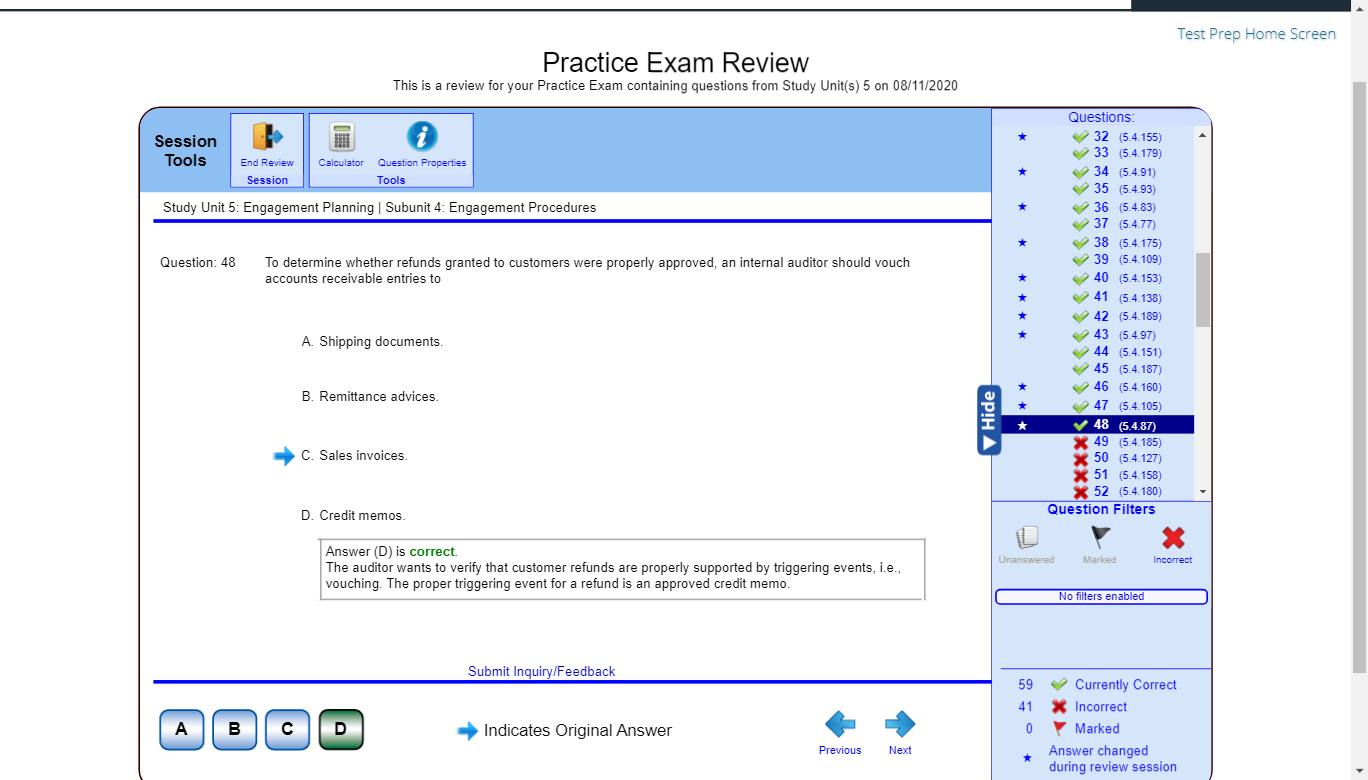 Test Prep Home Screen
Practice Exam Review
This is a review for your Practice Exam containing questions from Study Unit(s) 5 on 08/11/2020
Session
Tools
End Review
Session
Calculator
Question Properties
Tools
Study Unit 5: Engagement Planning | Subunit 4: Engagement Procedures
Question: 48
To determine whether refunds granted to customers were properly approved, an internal auditor should vouch
accounts receivable entries to
A. Shipping documents.
B. Remittance advices.
C. Sales invoices.
D. Credit memos.
Answer (D) is correct.
The auditor wants to verify that customer refunds are properly supported by triggering events, i.e.,
vouching. The proper triggering event for a refund is an approved credit memo.
Submit Inquiry/Feedback
A
B
C
D
Indicates Original Answer
Previous
Next
Hide
Questions:
32 (5.4.155)
33 (5.4.179)
34 (5.4.91)
35 (5.4.93)
36 (5.4.83)
37 (5.4.77)
38 (5.4.175)
39 (5.4.109)
40 (5.4.153)
41 (5.4.138)
42 (5.4.189)
43 (5.4.97)
44 (5.4.151)
45 (5.4.187)
46 (5.4.160)
47 (5.4.105)
48 (5.4.87)
49 (5.4.185)
50 (5.4.127)
51 (5.4.158)
52 (5.4.180)
Question Filters
Unanswered
Marked
Incorrect
No filters enabled
59 Currently Correct
41 Incorrect
0 Marked
Answer changed
during review session